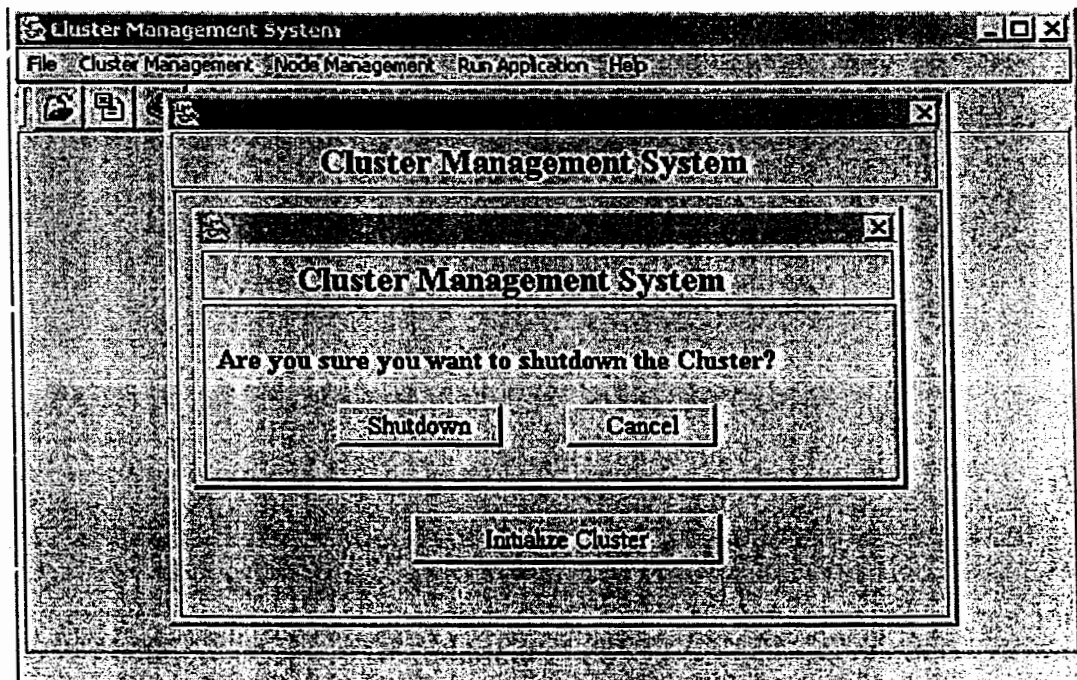 Cluster Management System
File Cluster Management Node Management Run Application Help
Cluster Management System
Cluster Management System
Are you sure you want to shutdown the Cluster?
Shutdown Cancel
Initialize Cluster